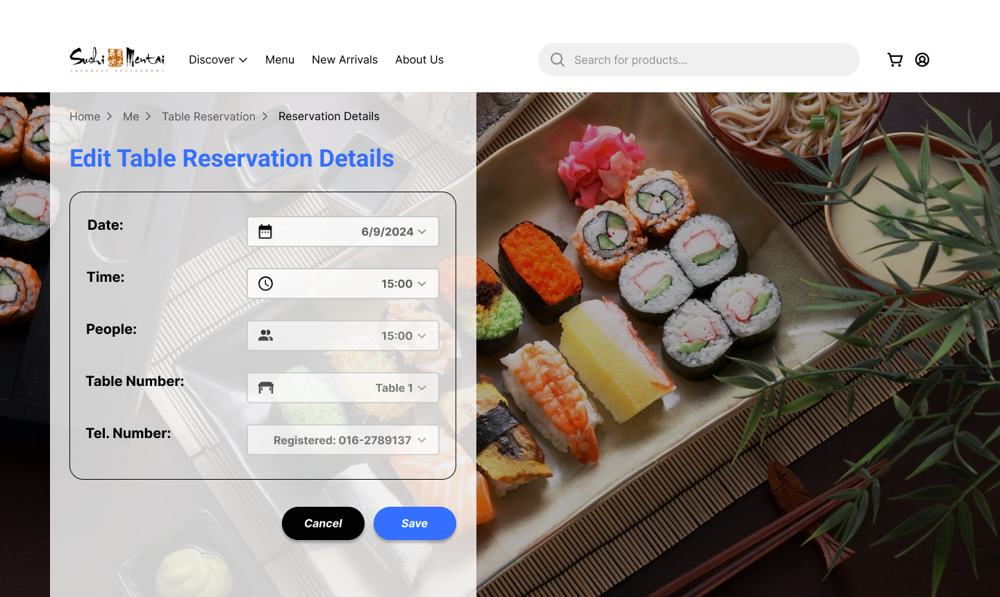 Sushi Mentai
JAPANESE RESTAURANT
Discover Menu New Arrivals About Us
Search for products...
Home > Me > Table Reservation > Reservation Details
Edit Table Reservation Details
Date: 6/9/2024
Time: 15:00
People: 15:00
Table Number: Table 1
Tel. Number: Registered: 016-2789137
Cancel Save